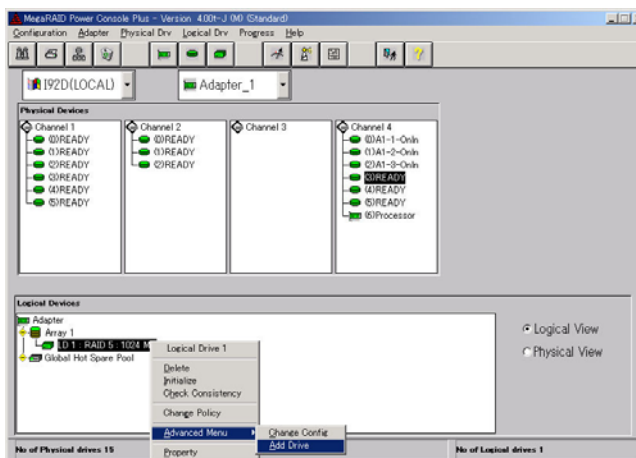 MegaRAID Power Console Plus - Version 4.00t-J (M) (Standard)
Configuration Adapter Physical Drv Logical Drv Progress Help
I92D(LOCAL)
Adapter_1
Physical Devices
Channel 1
(0)READY
(1)READY
(2)READY
(3)READY
(4)READY
(5)READY
Channel 2
(0)READY
(1)READY
(2)READY
Channel 3
Channel 4
(0)A1-1-Onln
(1)A1-2-Onln
(2)A1-3-Onln
(3)READY
(4)READY
(5)READY
(6)Processor
Logical Devices
Adapter
Array 1
LD 1 : RAID 5 : 1024 M
Global Hot Spare Pool
Logical View
Physical View
Logical Drive 1
Delete
Initialize
Check Consistency
Change Policy
Advanced Menu
Property
Change Config
Add Drive
No of Physical drives 15
No of Logical drives 1